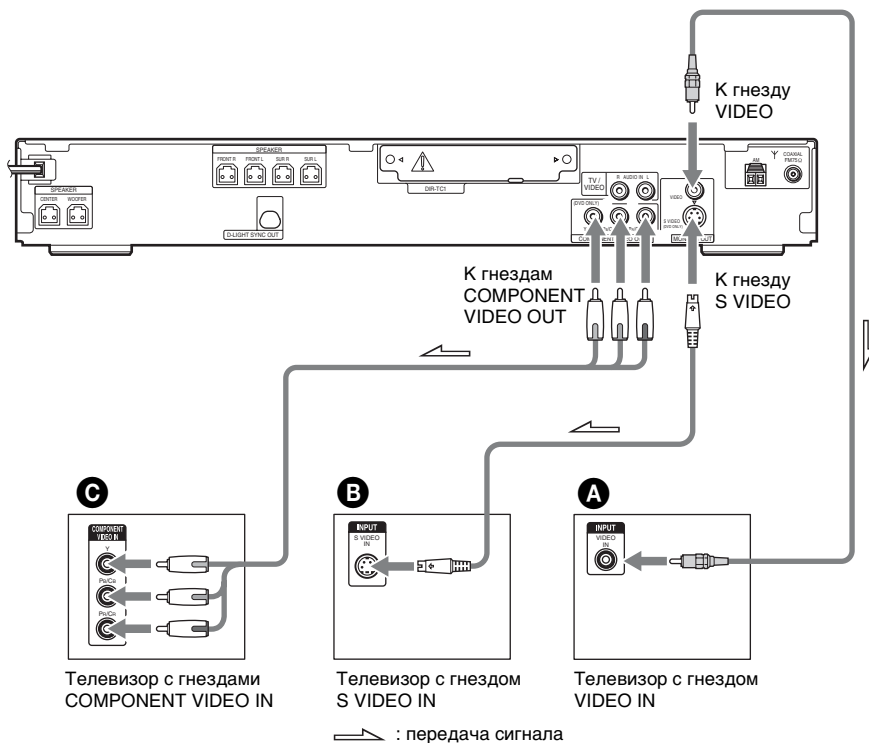 К гнезду
VIDEO
SPEAKER
FRONT R FRONT L SUR R SUR L
SPEAKER
CENTER WOOFER
D-LIGHT SYNC OUT
DIR-TC1
TV /
VIDEO
R AUDIO IN L
(DVD ONLY)
Y
VIDEO
S VIDEO
(DVD ONLY)
AM
COAXIAL
FM75Ω
К гнездам
COMPONENT
VIDEO OUT
К гнезду
S VIDEO
C
B
A
COMPONENT
VIDEO IN
Y
PB/CB
PR/CR
INPUT
S VIDEO
IN
INPUT
VIDEO
IN
Телевизор с гнездами
COMPONENT VIDEO IN
Телевизор с гнездом
S VIDEO IN
Телевизор с гнездом
VIDEO IN
: передача сигнала